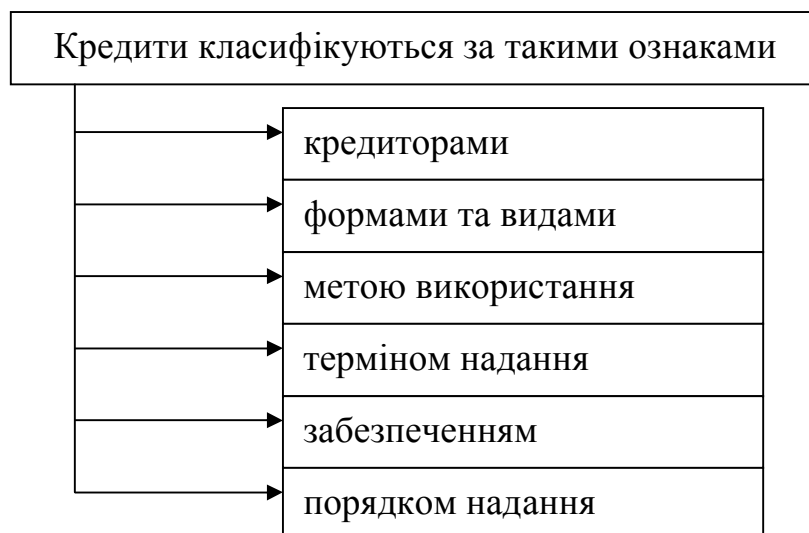 Кредити класифікуються за такими ознаками
кредиторами
формами та видами
метою використання
терміном надання
забезпеченням
порядком надання